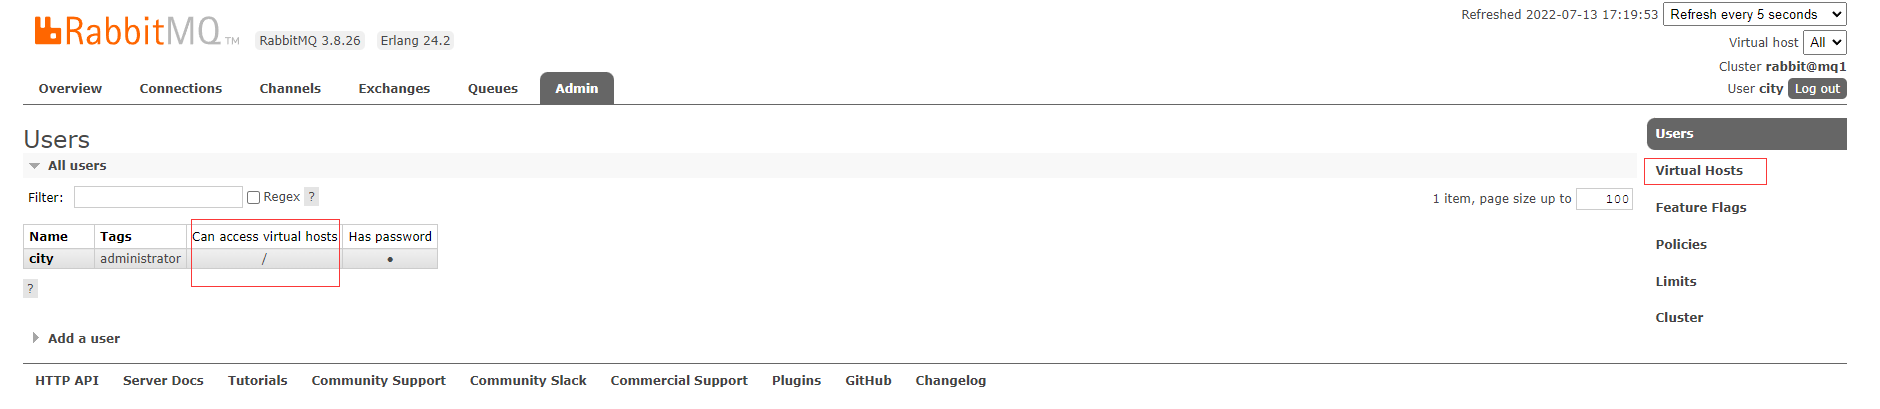 Refreshed 2022-07-13 17:19:53 Refresh every 5 seconds
RabbitMQ TM RabbitMQ 3.8.26 Erlang 24.2
Virtual host All
Cluster rabbit@mq1
User city Log out
Overview Connections Channels Exchanges Queues Admin
Users
All users
Filter: Regex ?
1 item, page size up to 100
Name Tags Can access virtual hosts Has password
city administrator / ●
?
Add a user
Users
Virtual Hosts
Feature Flags
Policies
Limits
Cluster
HTTP API Server Docs Tutorials Community Support Community Slack Commercial Support Plugins GitHub Changelog